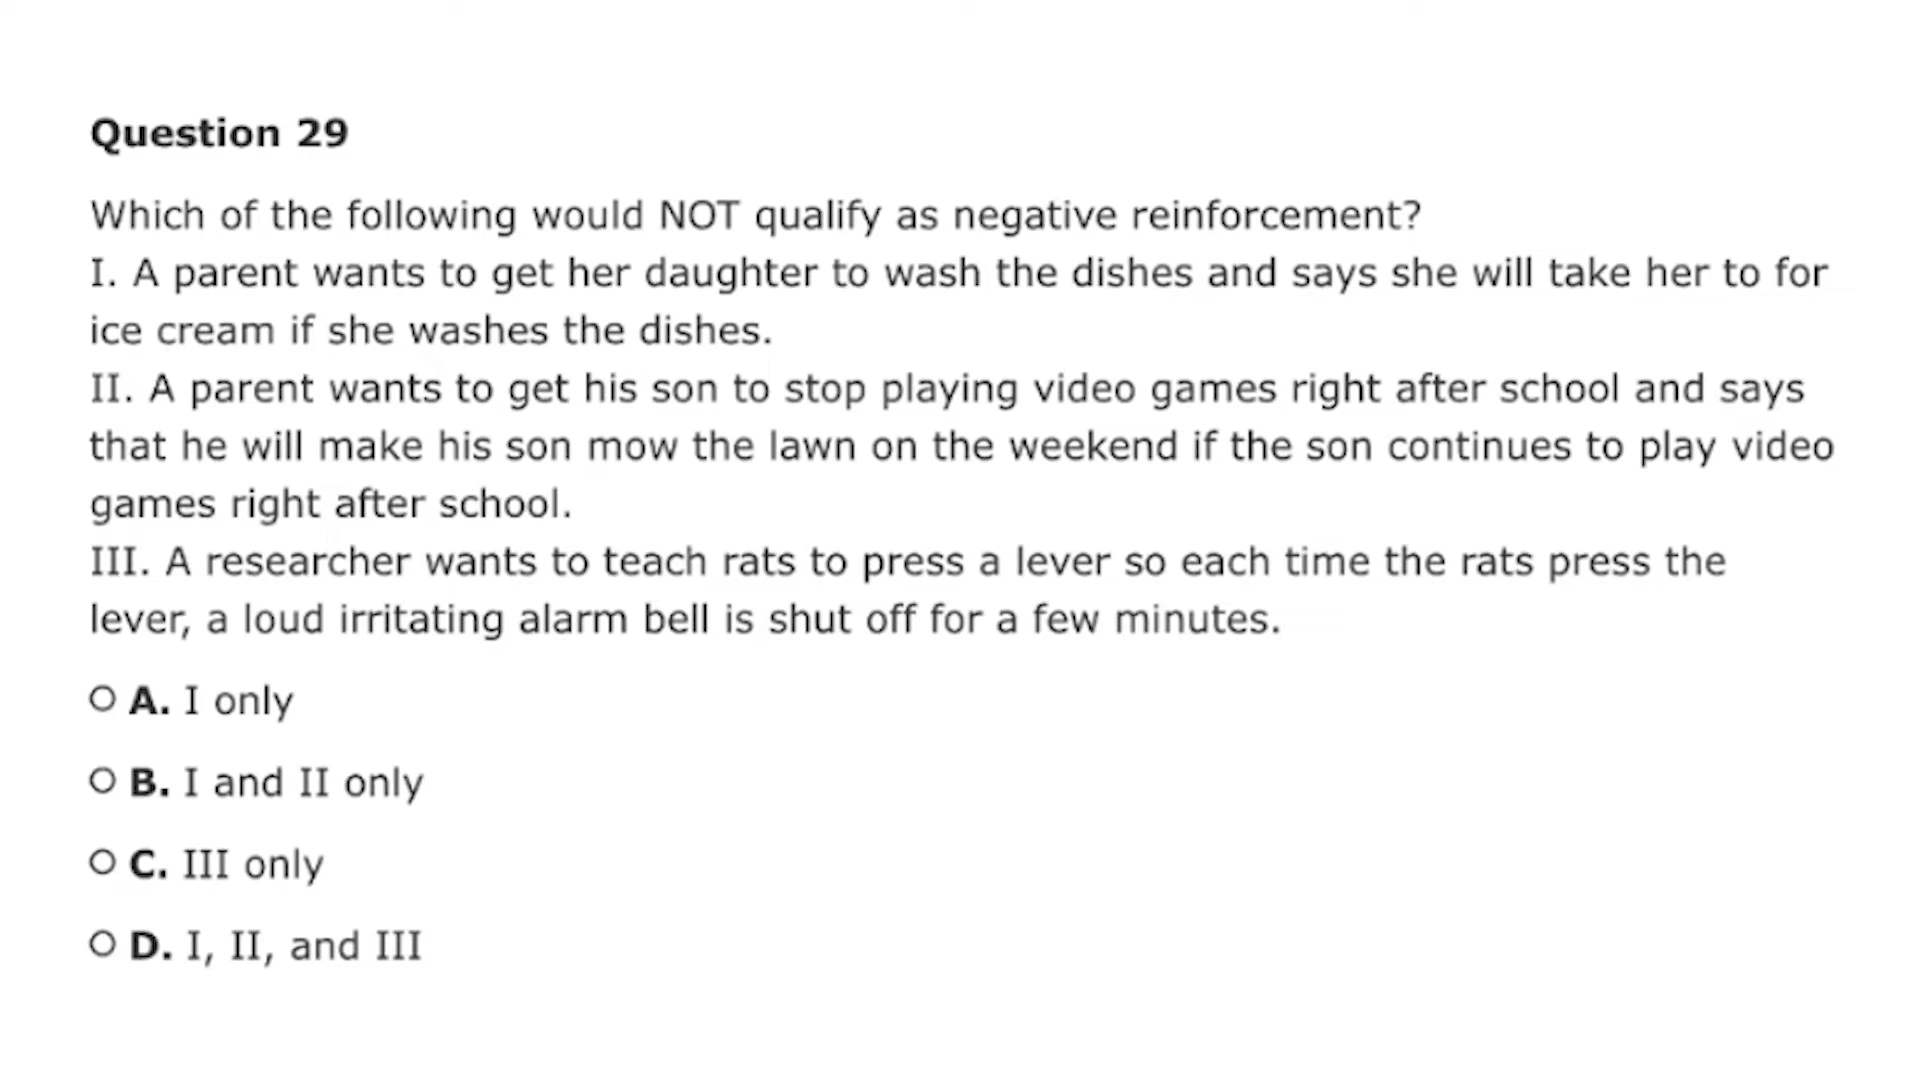 Question 29
Which of the following would NOT qualify as negative reinforcement?
I. A parent wants to get her daughter to wash the dishes and says she will take her to for
ice cream if she washes the dishes.
II. A parent wants to get his son to stop playing video games right after school and says
that he will make his son mow the lawn on the weekend if the son continues to play video
games right after school.
III. A researcher wants to teach rats to press a lever so each time the rats press the
lever, a loud irritating alarm bell is shut off for a few minutes.
A. I only
B. I and II only
C. III only
D. I, II, and III